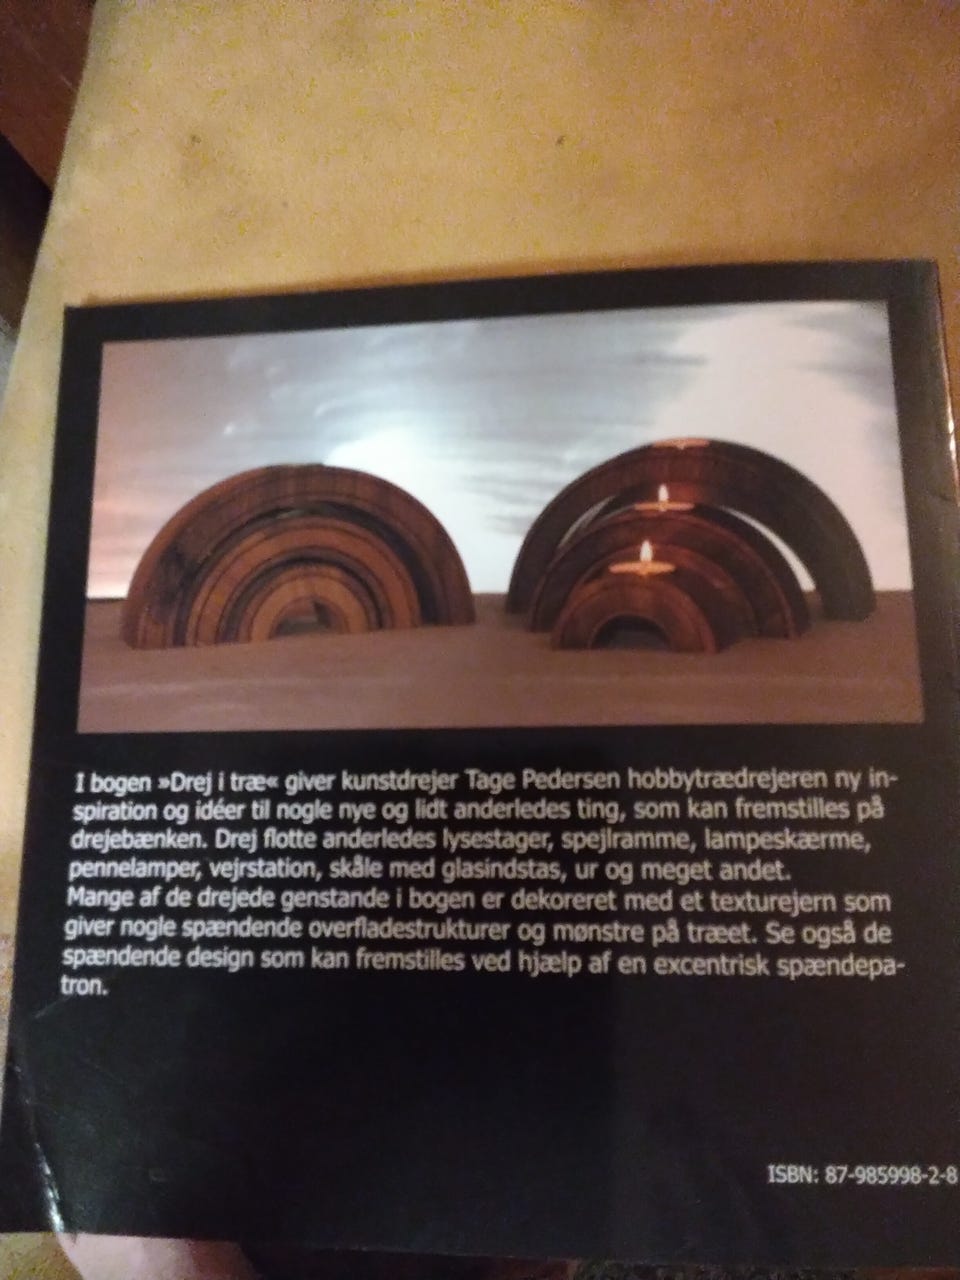 I bogen »Drej i træ« giver kunstdrejer Tage Pedersen hobbytrædrejeren ny in-
spiration og idéer til nogle nye og lidt anderledes ting, som kan fremstilles på
drejebænken. Drej flotte anderledes lysestager, spejlramme, lampeskærme,
pennelamper, vejrstation, skåle med glasindstas, ur og meget andet.
Mange af de drejede genstande i bogen er dekoreret med et texturejern som
giver nogle spændende overfladestrukturer og mønstre på træet. Se også de
spændende design som kan fremstilles ved hjælp af en excentrisk spændepa-
tron.
ISBN: 87-985998-2-8